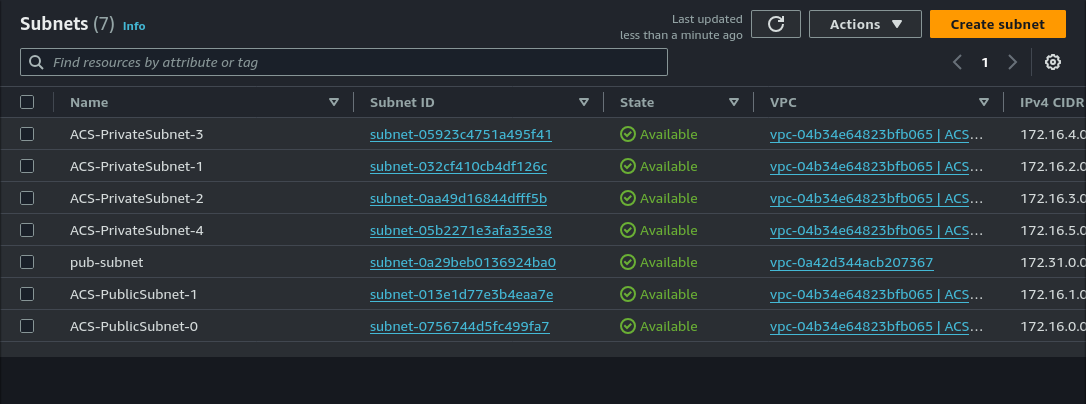 Subnets (7) Info
Last updated
less than a minute ago
Actions
Create subnet
Find resources by attribute or tag
1
Name Subnet ID State VPC IPv4 CIDR
ACS-PrivateSubnet-3 subnet-05923c4751a495f41 Available vpc-04b34e64823bfb065 | ACS… 172.16.4.0
ACS-PrivateSubnet-1 subnet-032cf410cb4df126c Available vpc-04b34e64823bfb065 | ACS… 172.16.2.0
ACS-PrivateSubnet-2 subnet-0aa49d16844dfff5b Available vpc-04b34e64823bfb065 | ACS… 172.16.3.0
ACS-PrivateSubnet-4 subnet-05b2271e3afa35e38 Available vpc-04b34e64823bfb065 | ACS… 172.16.5.0
pub-subnet subnet-0a29beb0136924ba0 Available vpc-0a42d344acb207367 172.31.0.0
ACS-PublicSubnet-1 subnet-013e1d77e3b4eaa7e Available vpc-04b34e64823bfb065 | ACS… 172.16.1.0
ACS-PublicSubnet-0 subnet-0756744d5fc499fa7 Available vpc-04b34e64823bfb065 | ACS… 172.16.0.0